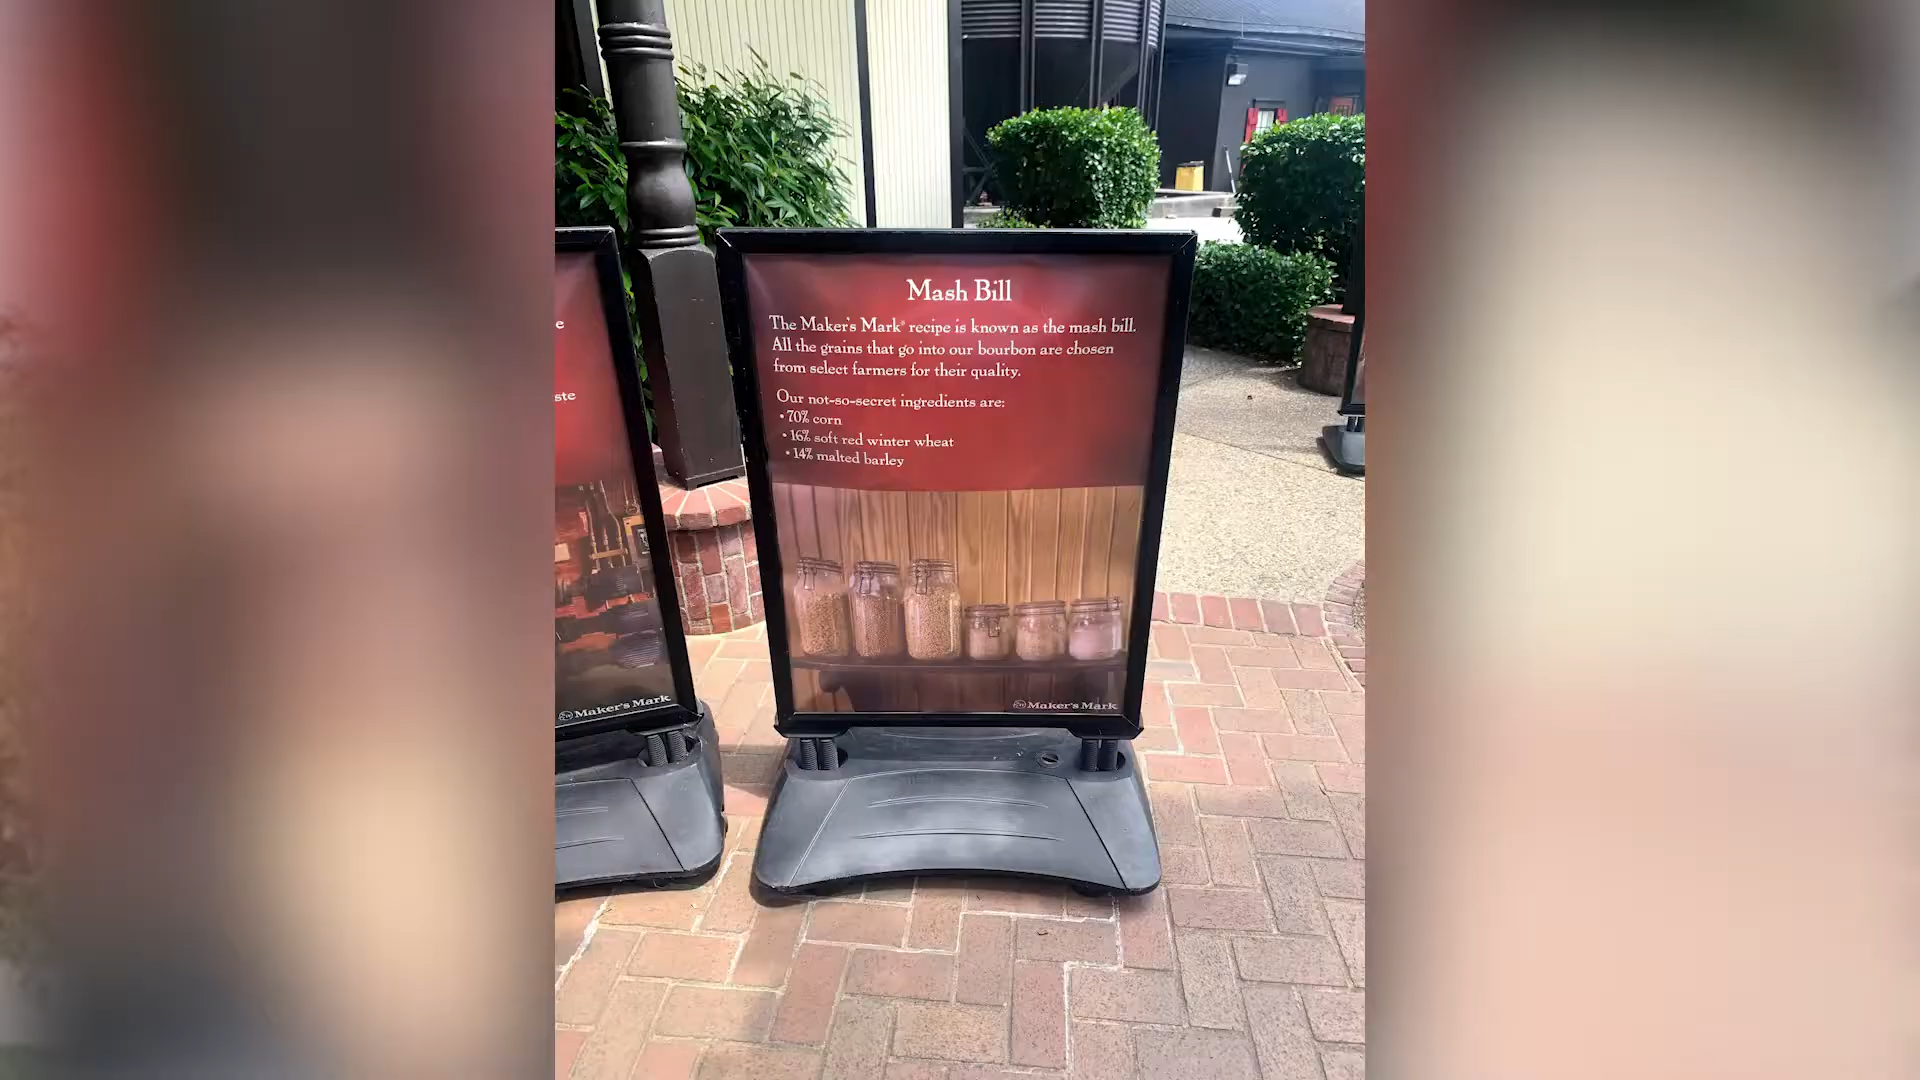 Mash Bill
The Maker's Mark® recipe is known as the mash bill.
All the grains that go into our bourbon are chosen
from select farmers for their quality.
Our not-so-secret ingredients are:
• 70% corn
• 16% soft red winter wheat
• 14% malted barley
Maker's Mark
e
ste
Maker's Mark